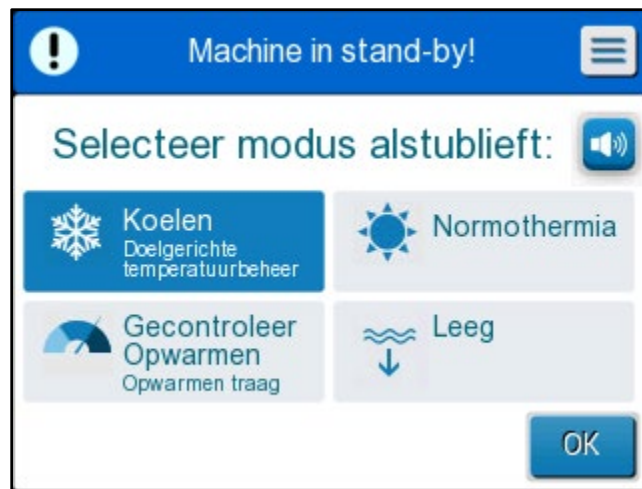 Machine in stand-by!
Selecteer modus alstublieft:
Koelen
Doelgerichte
temperatuurbeheer
Normothermia
Gecontroleer
Opwarmen
Opwarmen traag
Leeg
OK